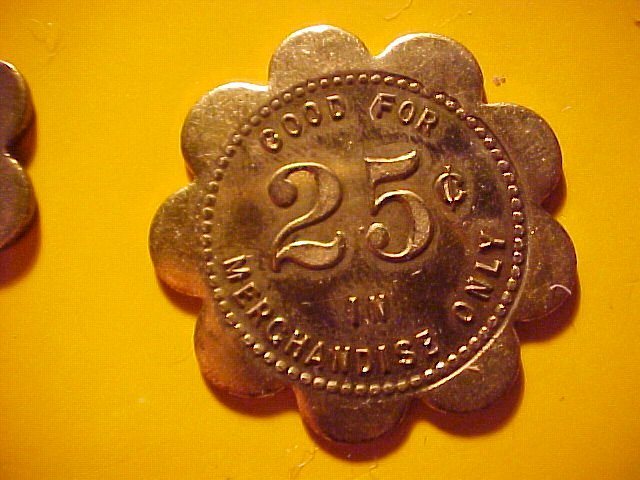 GOOD FOR
25¢
IN
MERCHANDISE ONLY